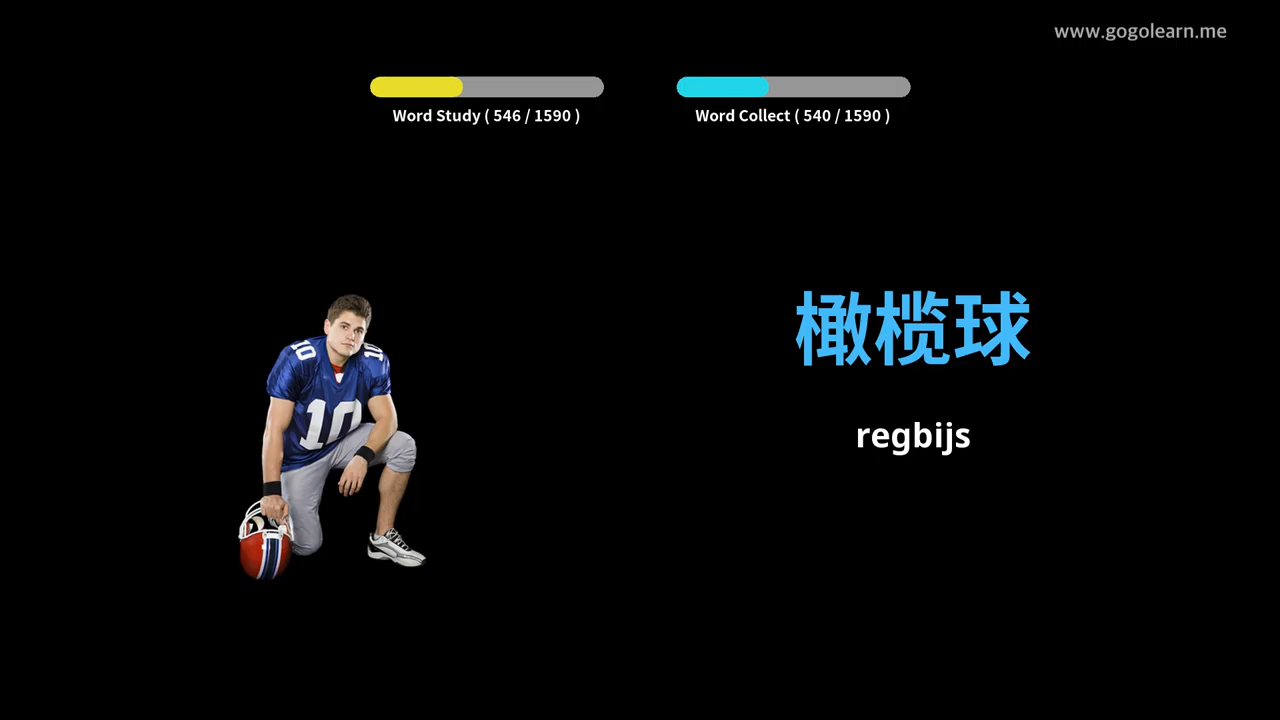 www.gogolearn.me
Word Study ( 546 / 1590 )
Word Collect ( 540 / 1590 )
橄榄球
regbijs
10
10
10